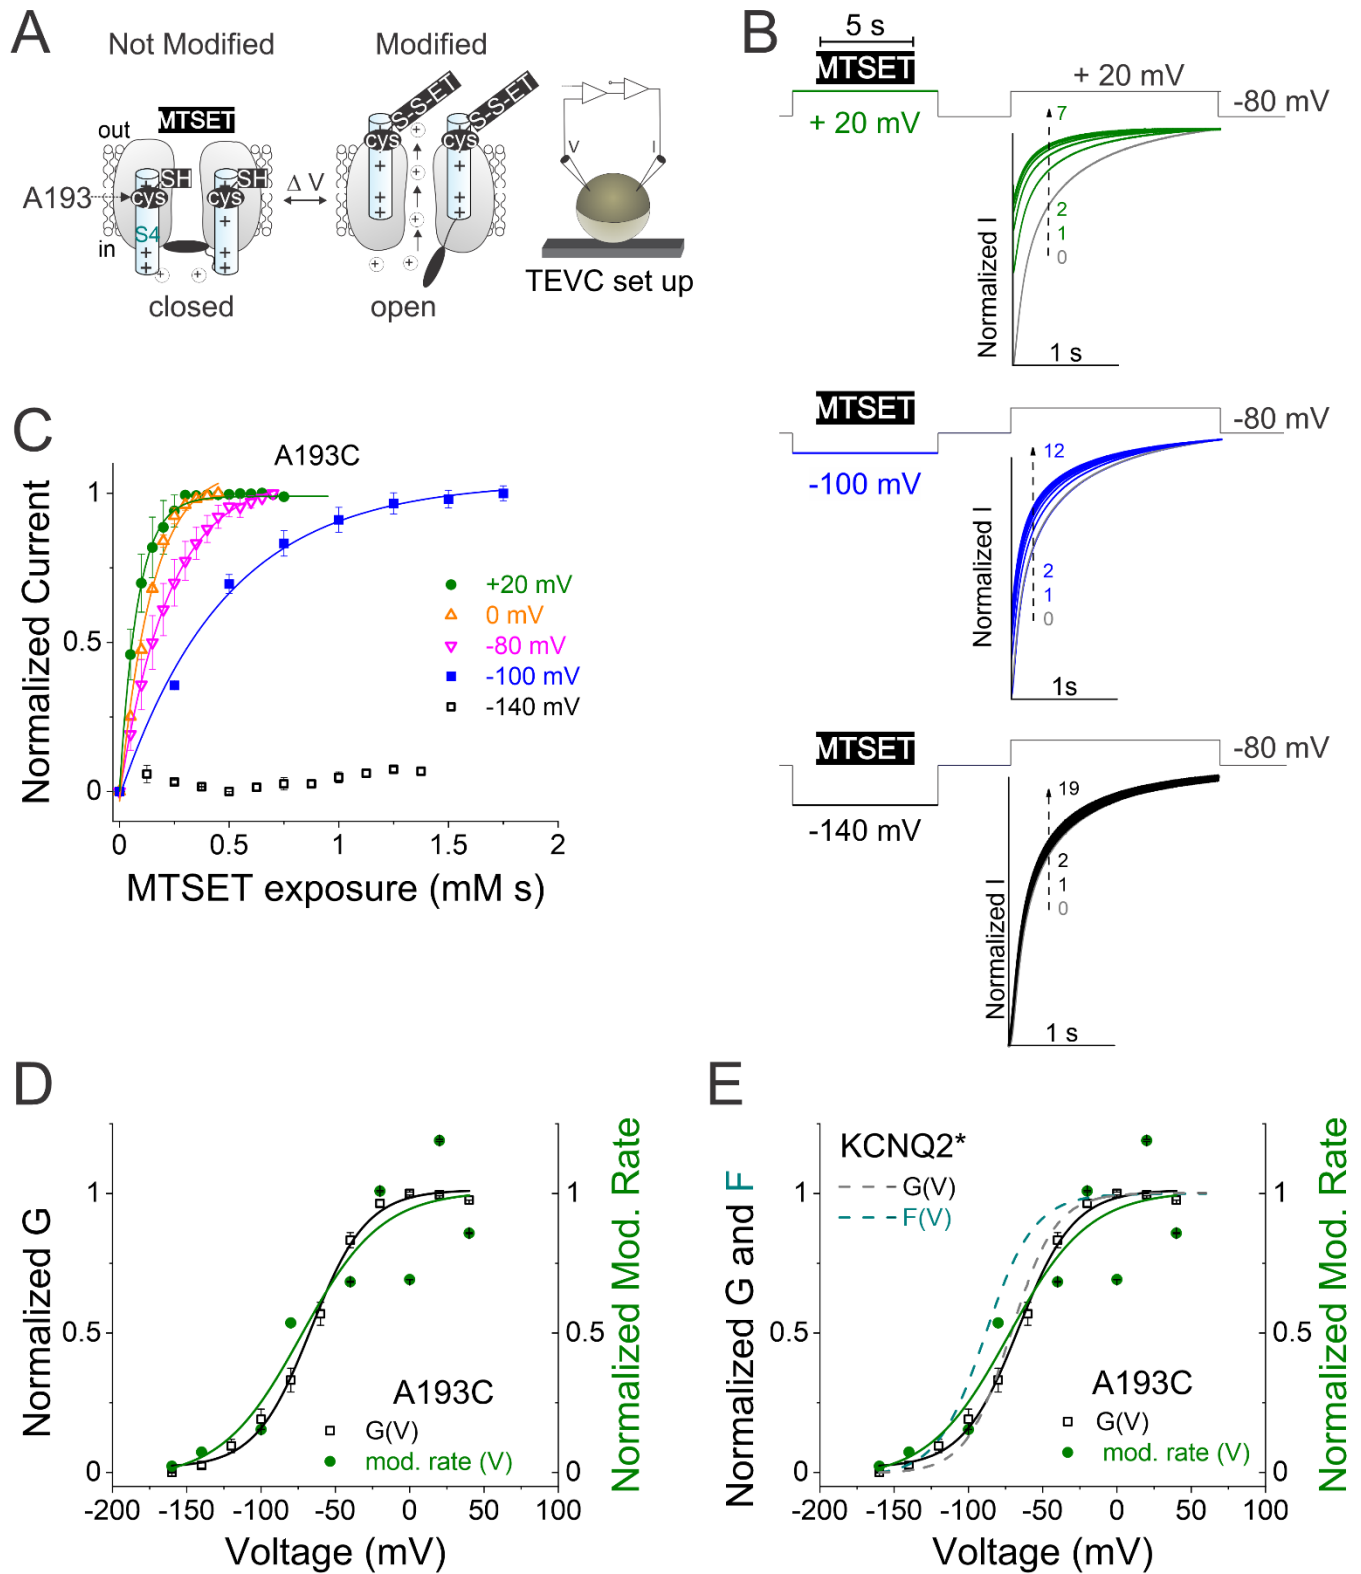 A
Not Modified
Modified
MTSET
out
A193
SH
SH
cys
cys
S4
in
closed
Δ V
S-S-ET
S-S-ET
cys
cys
open
V
I
TEVC set up
B
5 s
MTSET
+ 20 mV
+ 20 mV
-80 mV
7
2
1
0
Normalized I
1 s
MTSET
-100 mV
-80 mV
12
2
1
0
Normalized I
1s
MTSET
-140 mV
-80 mV
19
2
1
0
Normalized I
1 s
C
A193C
Normalized Current
1
0.5
0
+20 mV
0 mV
-80 mV
-100 mV
-140 mV
0
0.5
1
1.5
2
MTSET exposure (mM s)
D
Normalized G
1
0.5
0
Normalized Mod. Rate
1
0.5
0
A193C
G(V)
mod. rate (V)
-200
-150
-100
-50
0
50
100
Voltage (mV)
E
Normalized G and F
1
0.5
0
KCNQ2*
G(V)
F(V)
Normalized Mod. Rate
1
0.5
0
A193C
G(V)
mod. rate (V)
-200
-150
-100
-50
0
50
100
Voltage (mV)